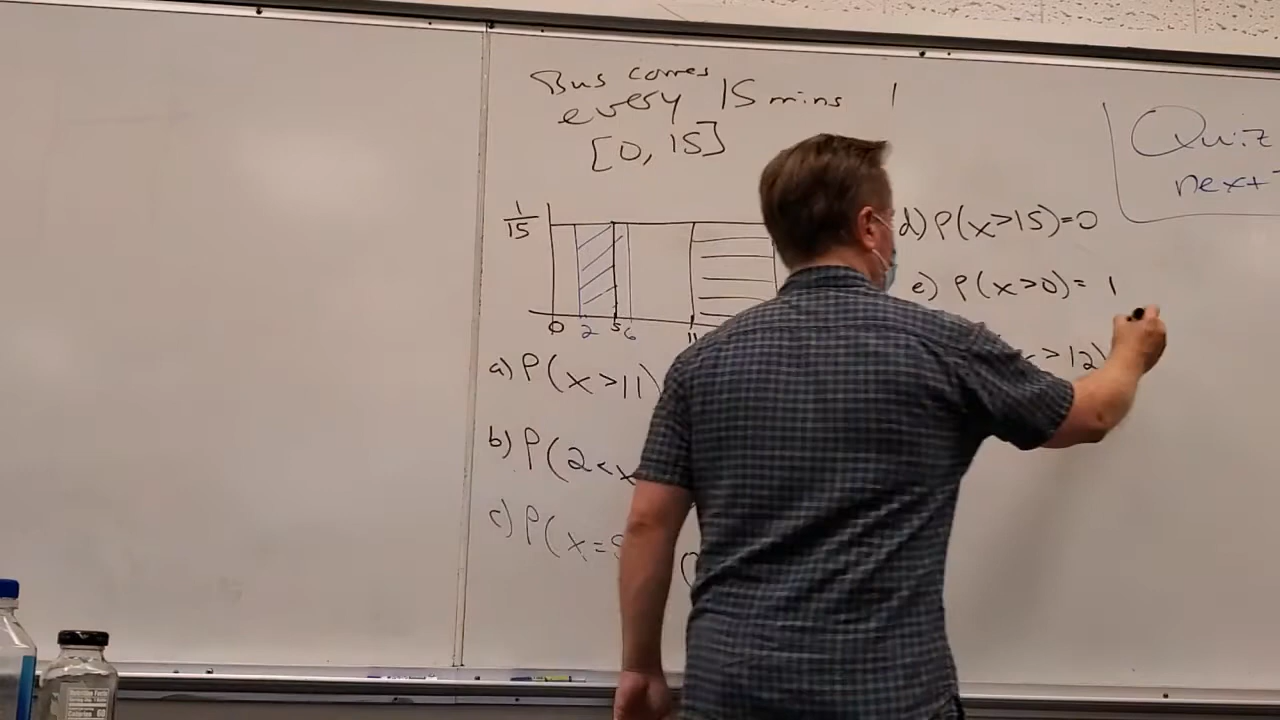 Bus comes
every 15 mins
[0, 15]
1
15
0 2 5 6 11
a) P(x>11)
b) P(2<x
c) P(x=5
d) P(x>15)=0
e) P(x>0)= 1
x>12)
Quiz
next